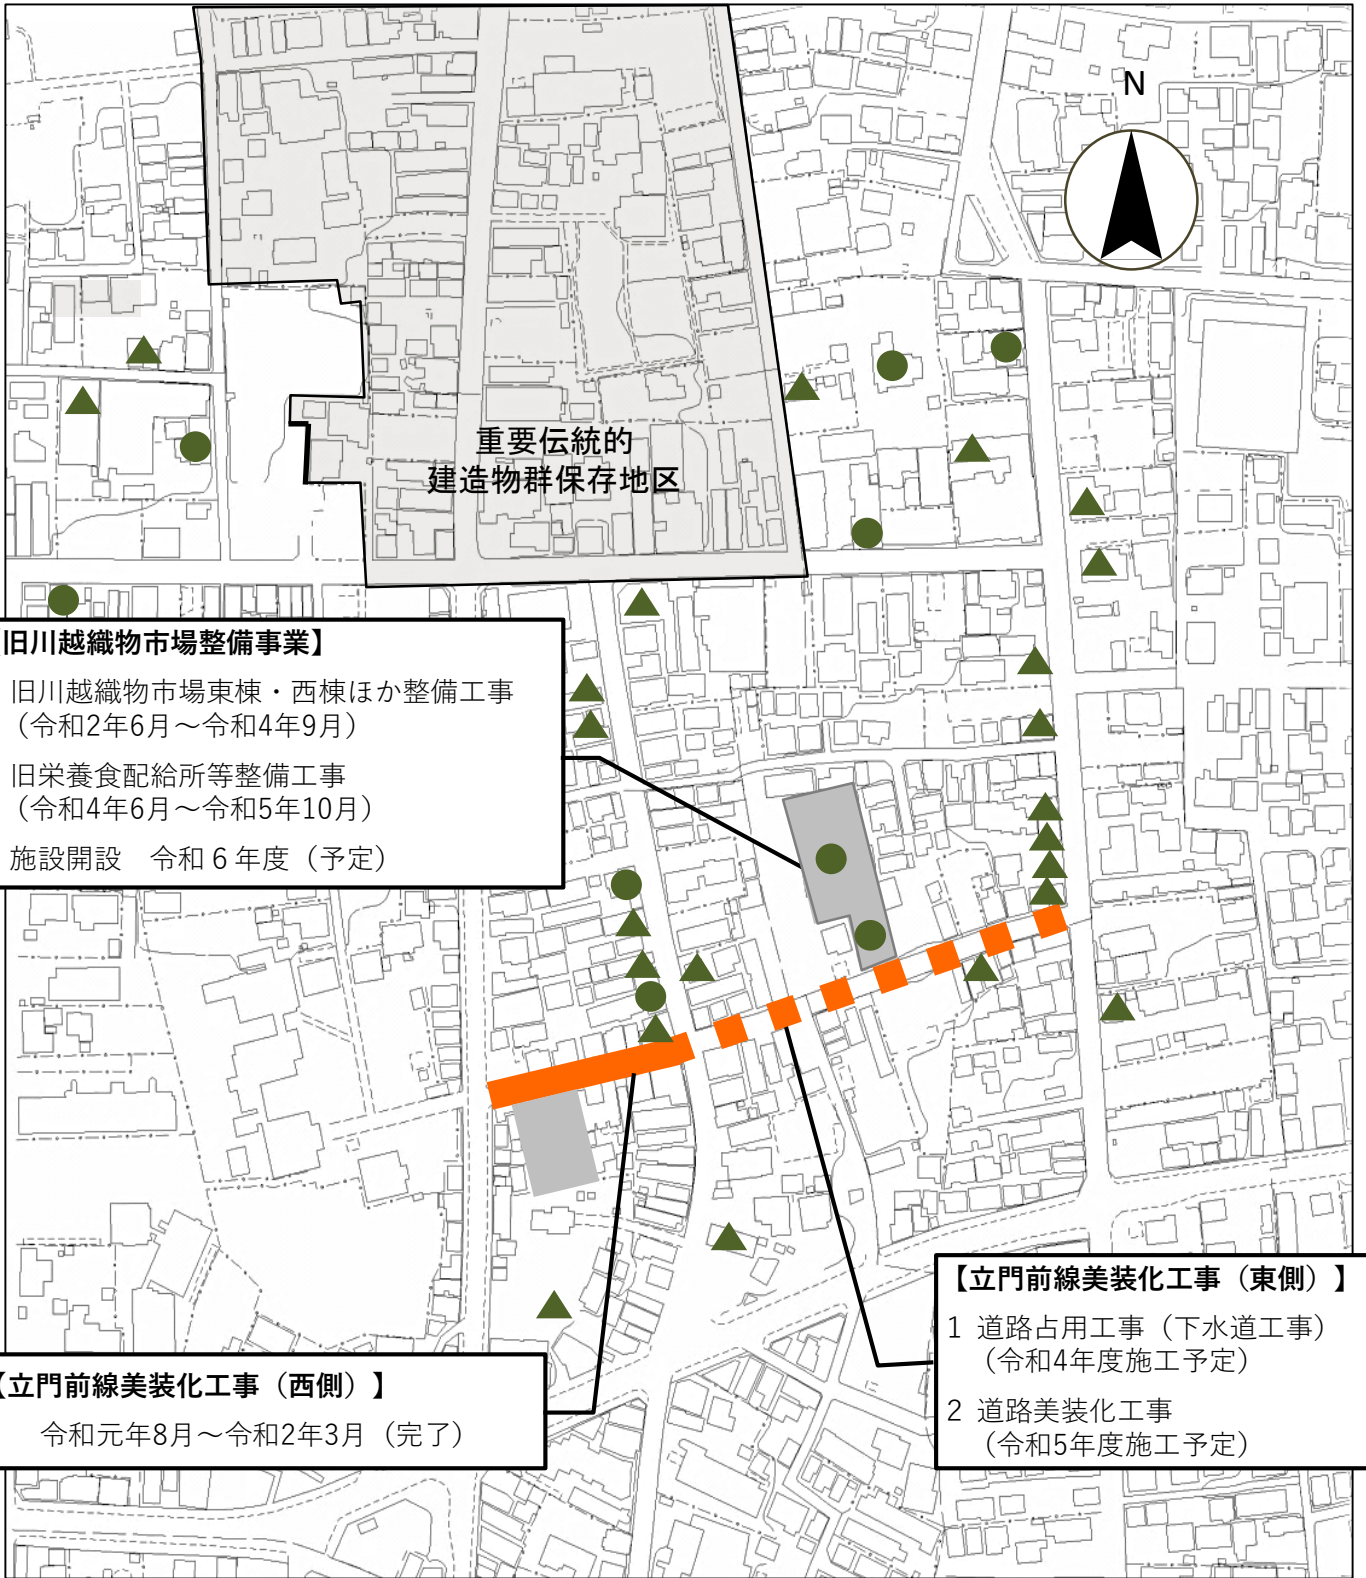 N
重要伝統的
建造物群保存地区
旧川越織物市場整備事業】
旧川越織物市場東棟・西棟ほか整備工事
（令和2年6月～令和4年9月）
旧栄養食配給所等整備工事
（令和4年6月～令和5年10月）
施設開設　令和６年度（予定）
【立門前線美装化工事（東側）】
1 道路占用工事（下水道工事）
（令和4年度施工予定）
2 道路美装化工事
（令和5年度施工予定）
【立門前線美装化工事（西側）】
令和元年8月～令和2年3月（完了）